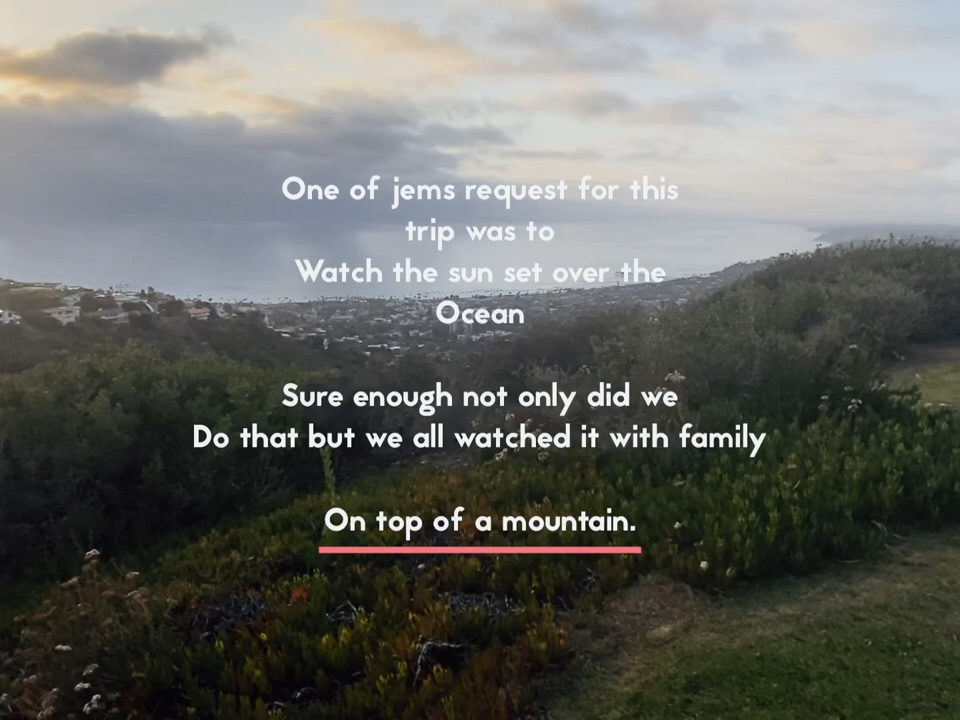 One of jems request for this
trip was to
Watch the sun set over the
Ocean
Sure enough not only did we
Do that but we all watched it with family
On top of a mountain.